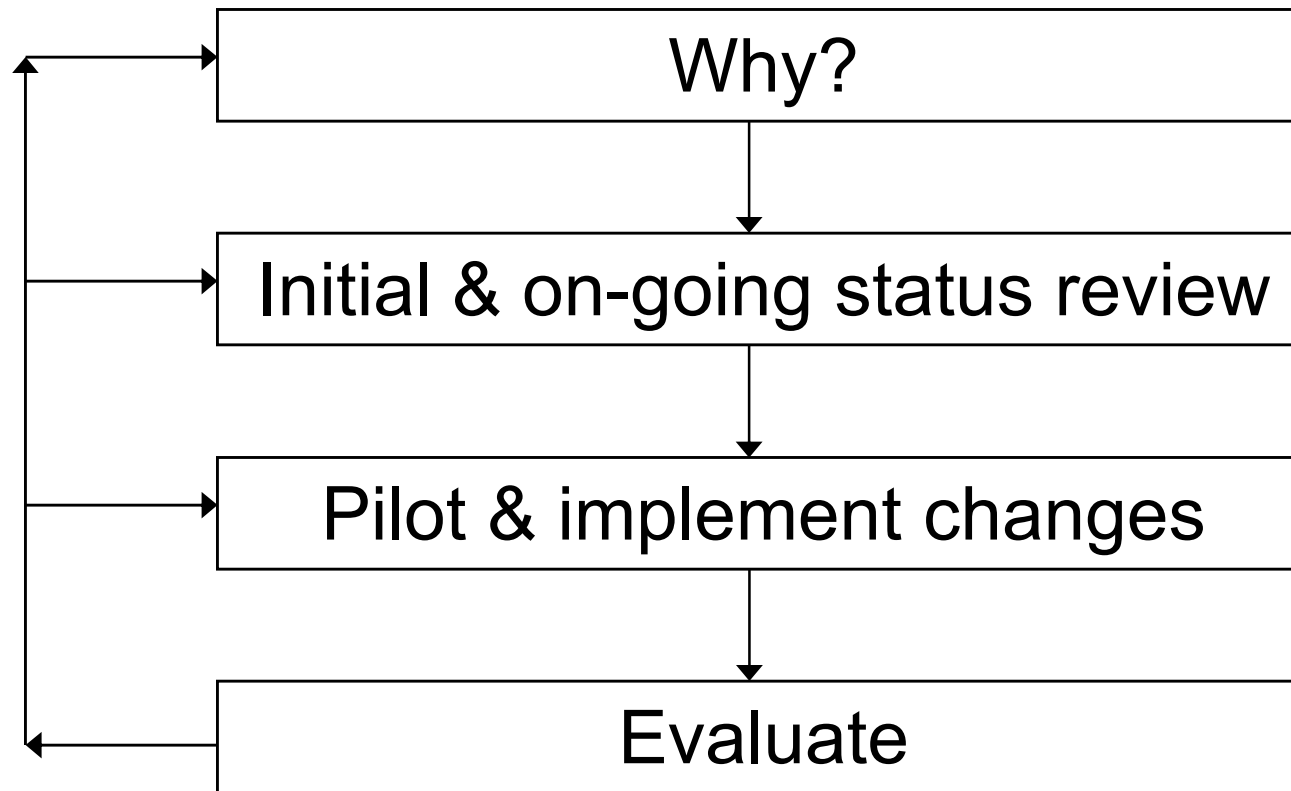 Why?
Initial & on-going status review
Pilot & implement changes
Evaluate